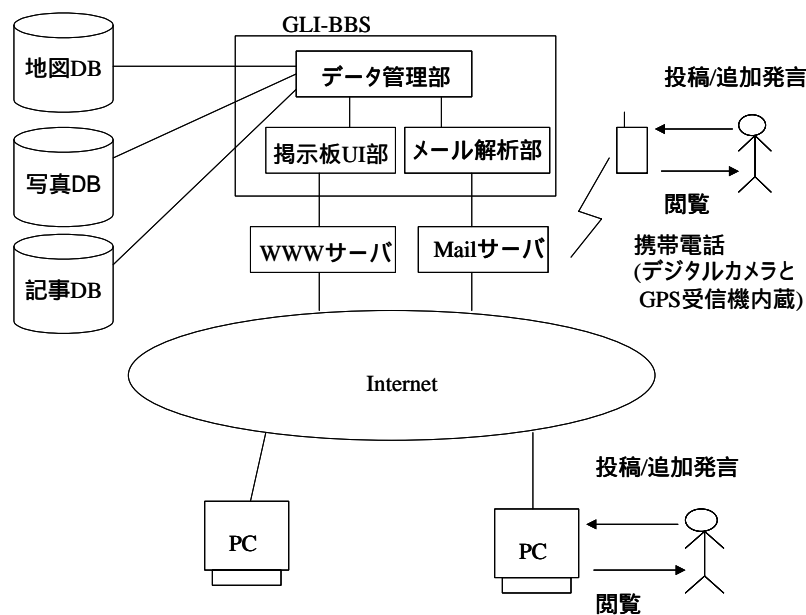 GLI-BBS
地図DB
データ管理部
投稿/追加発言
掲示板UI部
メール解析部
写真DB
閲覧
WWWサーバ
Mailサーバ
携帯電話
(デジタルカメラと
GPS受信機内蔵)
記事DB
Internet
投稿/追加発言
PC
PC
閲覧